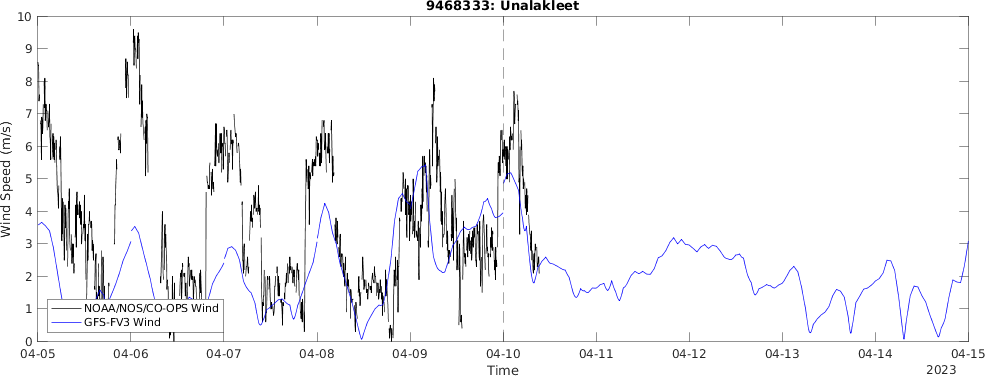 9468333: Unalakleet
10
9
8
7
6
5
4
3
2
1
0
Wind Speed (m/s)
NOAA/NOS/CO-OPS Wind
GFS-FV3 Wind
04-05 04-06 04-07 04-08 04-09 04-10 04-11 04-12 04-13 04-14 04-15
Time
2023